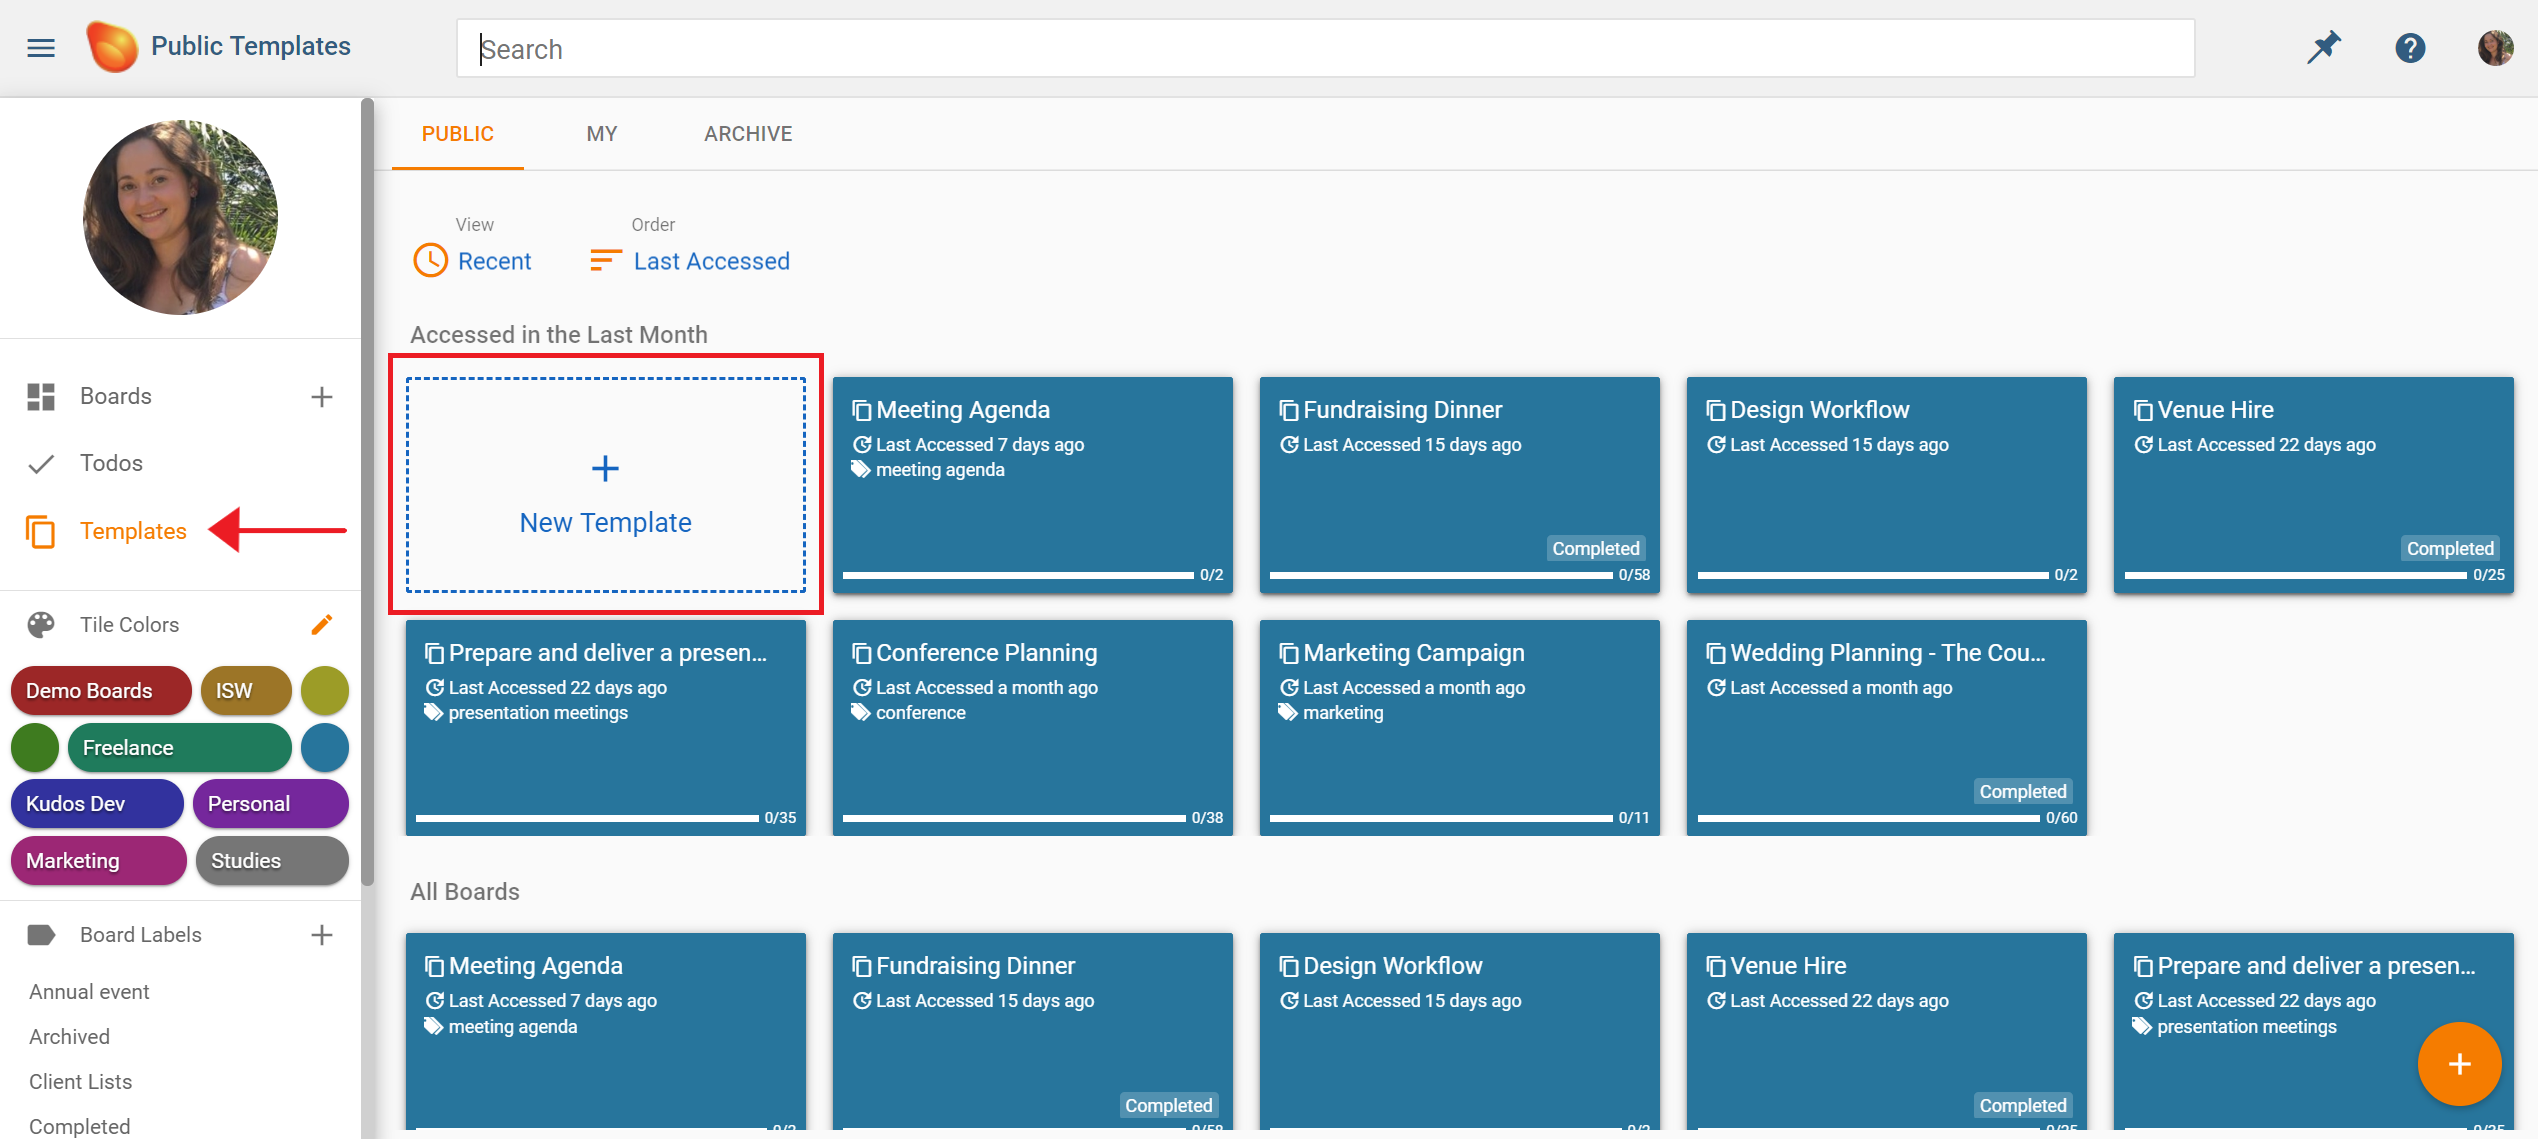 Public Templates
Search
PUBLIC MY ARCHIVE
View Order
Recent Last Accessed
Boards
Todos
Templates
Tile Colors
Demo Boards ISW
Freelance
Kudos Dev Personal
Marketing Studies
Board Labels
Annual event
Archived
Client Lists
Completed
Accessed in the Last Month
New Template
Meeting Agenda
Last Accessed 7 days ago
meeting agenda
0/2
Fundraising Dinner
Last Accessed 15 days ago
Completed
0/58
Design Workflow
Last Accessed 15 days ago
0/2
Venue Hire
Last Accessed 22 days ago
Completed
0/25
Prepare and deliver a presen...
Last Accessed 22 days ago
presentation meetings
0/35
Conference Planning
Last Accessed a month ago
conference
0/38
Marketing Campaign
Last Accessed a month ago
marketing
0/11
Wedding Planning - The Cou...
Last Accessed a month ago
Completed
0/60
All Boards
Meeting Agenda
Last Accessed 7 days ago
meeting agenda
Fundraising Dinner
Last Accessed 15 days ago
Completed
Design Workflow
Last Accessed 15 days ago
Venue Hire
Last Accessed 22 days ago
Completed
Prepare and deliver a presen...
Last Accessed 22 days ago
presentation meetings